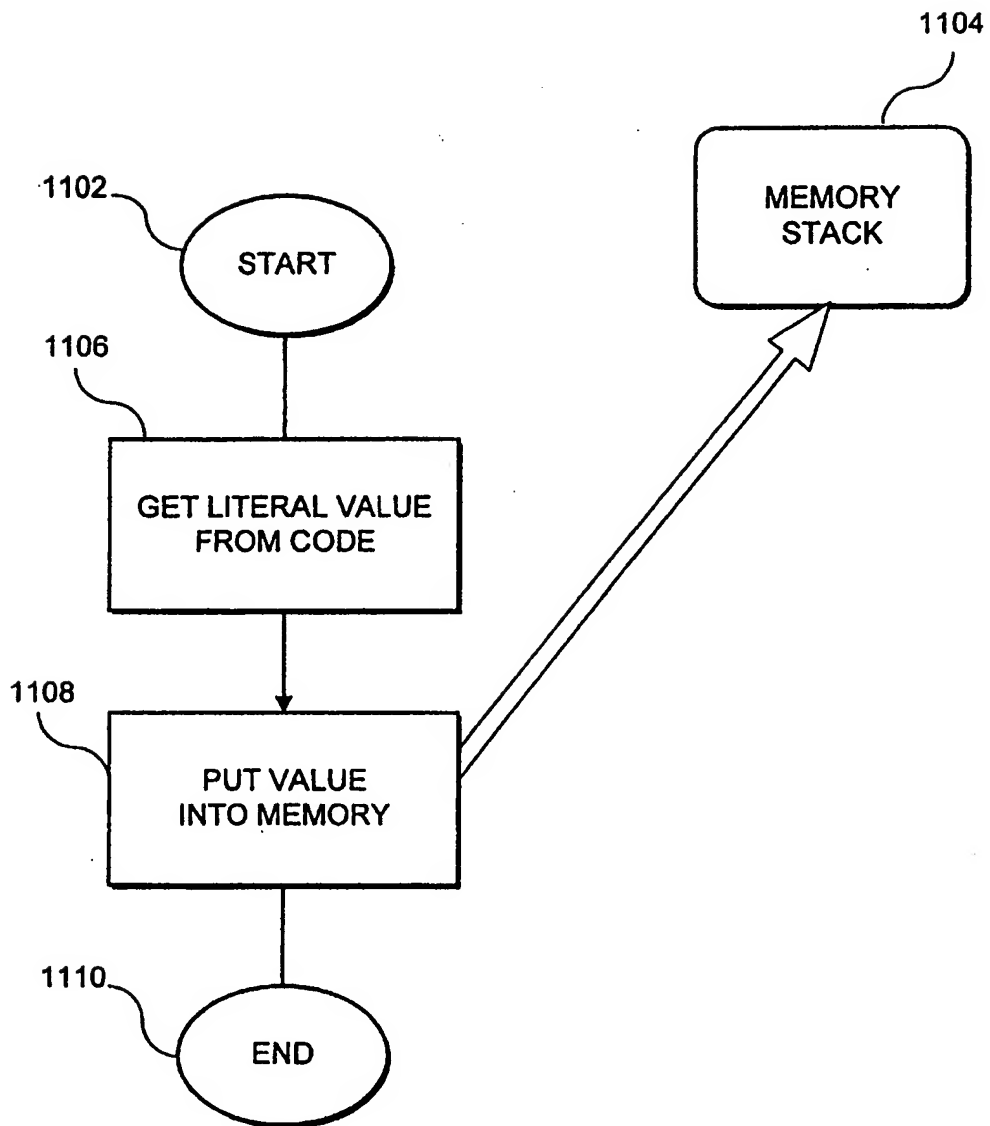 1104
MEMORY
STACK
1102
START
1106
GET LITERAL VALUE
FROM CODE
1108
PUT VALUE
INTO MEMORY
1110
END